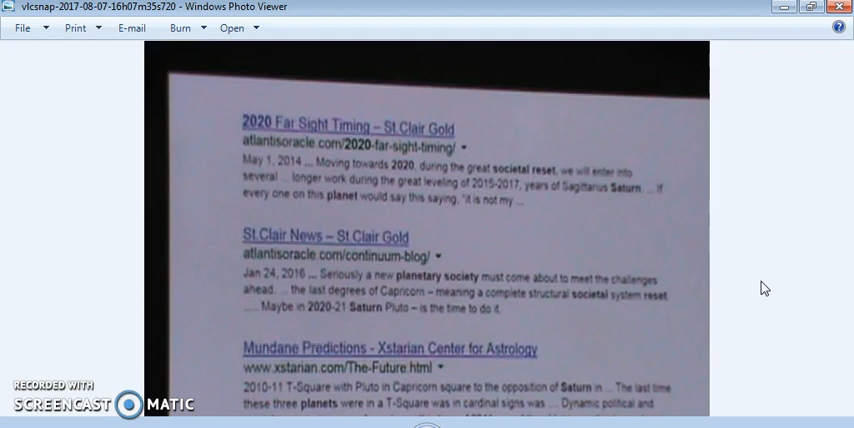 vlcsnap-2017-08-07-16h07m35s720 - Windows Photo Viewer
File Print E-mail Burn Open
2020 Far Sight Timing – St.Clair Gold
atlantisoracle.com/2020-far-sight-timing/
May 1, 2014 ... Moving towards 2020, during the great societal reset, we will enter into
several ... longer work during the great leveling of 2015-2017, years of Sagittarius Saturn. ... If
every one on this planet would say this saying, "it is not my ...
St.Clair News – St.Clair Gold
atlantisoracle.com/continuum-blog/
Jan 24, 2016 ... Seriously a new planetary society must come about to meet the challenges
ahead. ... the last degrees of Capricorn – meaning a complete structural societal system reset.
..... Maybe in 2020-21 Saturn Pluto – is the time to do it.
Mundane Predictions - Xstarian Center for Astrology
www.xstarian.com/The-Future.html
2010-11 T-Square with Pluto in Capricorn square to the opposition of Saturn in ... The last time
these three planets were in a T-Square was in cardinal signs was ... Dynamic political and
RECORDED WITH
SCREENCAST MATIC